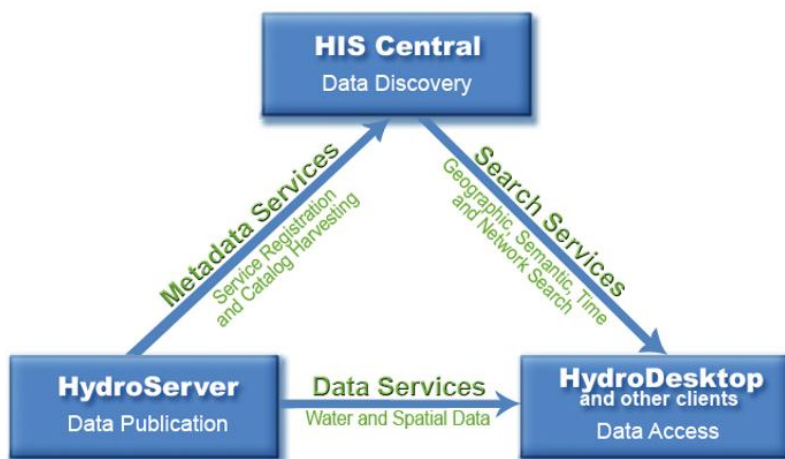 HIS Central
Data Discovery
Metadata Services
Service Registration
and Catalog Harvesting
Search Services
Geographic, Semantic, Time
and Network Search
HydroServer
Data Publication
Data Services
Water and Spatial Data
HydroDesktop
and other clients
Data Access